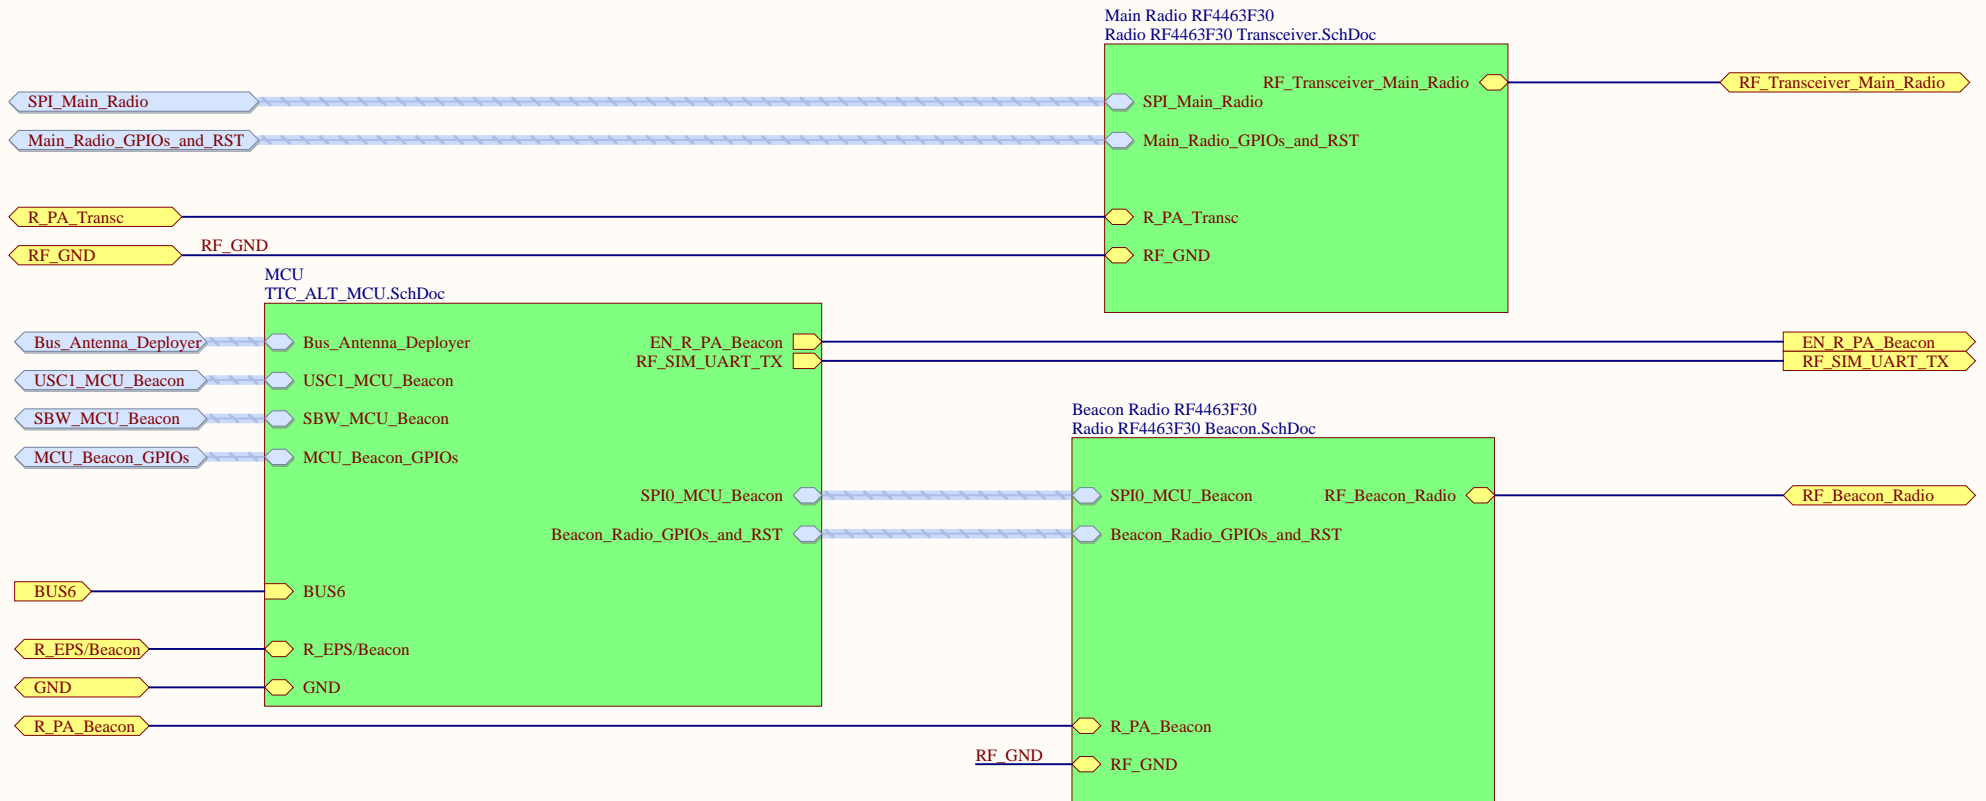 Main Radio RF4463F30
Radio RF4463F30 Transceiver.SchDoc
RF_Transceiver_Main_Radio
RF_Transceiver_Main_Radio
SPI_Main_Radio
SPI_Main_Radio
Main_Radio_GPIOs_and_RST
Main_Radio_GPIOs_and_RST
R_PA_Transc
R_PA_Transc
RF_GND
RF_GND
RF_GND
MCU
TTC_ALT_MCU.SchDoc
Bus_Antenna_Deployer
Bus_Antenna_Deployer
EN_R_PA_Beacon
EN_R_PA_Beacon
RF_SIM_UART_TX
RF_SIM_UART_TX
USC1_MCU_Beacon
USC1_MCU_Beacon
SBW_MCU_Beacon
SBW_MCU_Beacon
Beacon Radio RF4463F30
Radio RF4463F30 Beacon.SchDoc
MCU_Beacon_GPIOs
MCU_Beacon_GPIOs
SPI0_MCU_Beacon
SPI0_MCU_Beacon
RF_Beacon_Radio
RF_Beacon_Radio
Beacon_Radio_GPIOs_and_RST
Beacon_Radio_GPIOs_and_RST
BUS6
BUS6
R_EPS/Beacon
R_EPS/Beacon
GND
GND
R_PA_Beacon
R_PA_Beacon
RF_GND
RF_GND